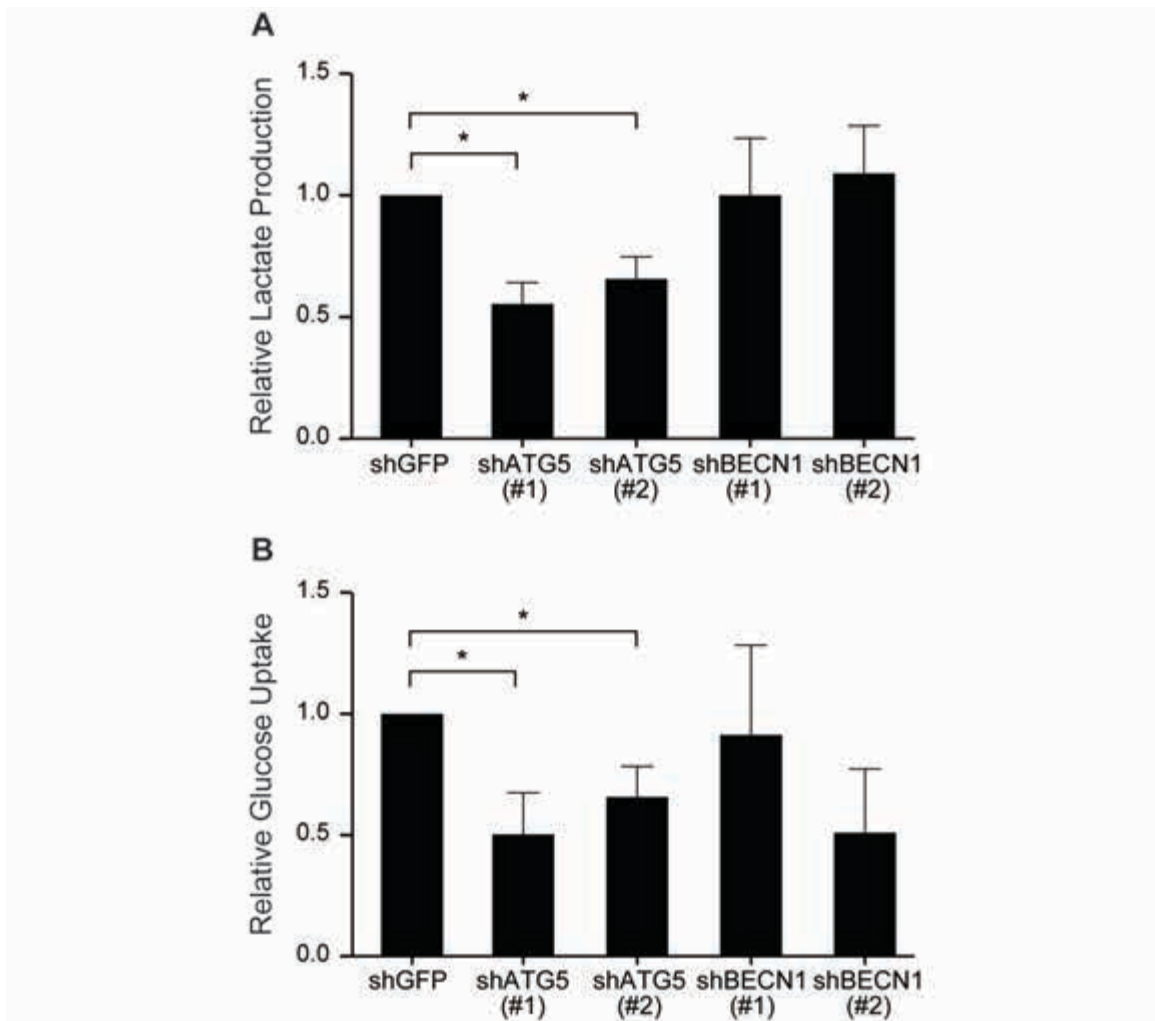 A
Relative Lactate Production
1.5
1.0
0.5
0.0
*
*
shGFP shATG5 shATG5 shBECN1 shBECN1
(#1) (#2) (#1) (#2)
B
Relative Glucose Uptake
1.5
1.0
0.5
0.0
*
*
shGFP shATG5 shATG5 shBECN1 shBECN1
(#1) (#2) (#1) (#2)